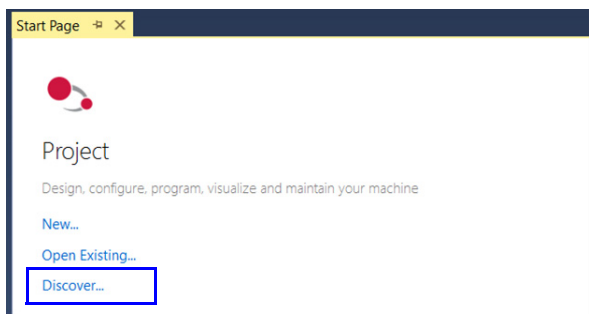 Start Page
Project
Design, configure, program, visualize and maintain your machine
New...
Open Existing...
Discover...